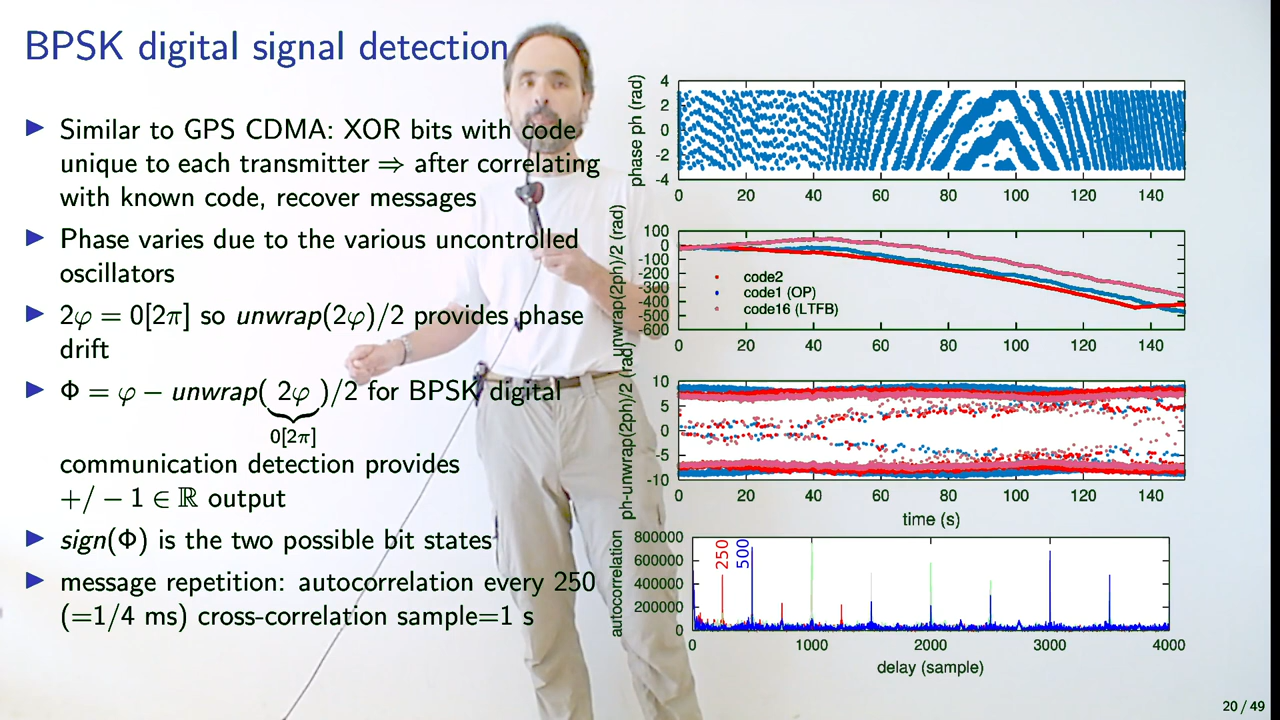 BPSK digital signal detection
Similar to GPS CDMA: XOR bits with code
unique to each transmitter ⇒ after correlating
with known code, recover messages
Phase varies due to the various uncontrolled
oscillators
2φ = 0[2π] so unwrap(2φ)/2 provides phase
drift
Φ = φ − unwrap( 2φ )/2 for BPSK digital
0[2π]
communication detection provides
+/ − 1 ∈ ℝ output
sign(Φ) is the two possible bit states
message repetition: autocorrelation every 250
(=1/4 ms) cross-correlation sample=1 s
phase ph (rad)
4
2
0
-2
-4
0 20 40 60 80 100 120 140
unwrap(2ph)/2 (rad)
100
0
-100
-200
-300
-400
-500
-600
code2
code1 (OP)
code16 (LTFB)
0 20 40 60 80 100 120 140
ph-unwrap(2ph)/2 (rad)
10
5
0
-5
-10
0 20 40 60 80 100 120 140
time (s)
autocorrelation
800000
600000
400000
200000
0
250
500
0 1000 2000 3000 4000
delay (sample)
20 / 49